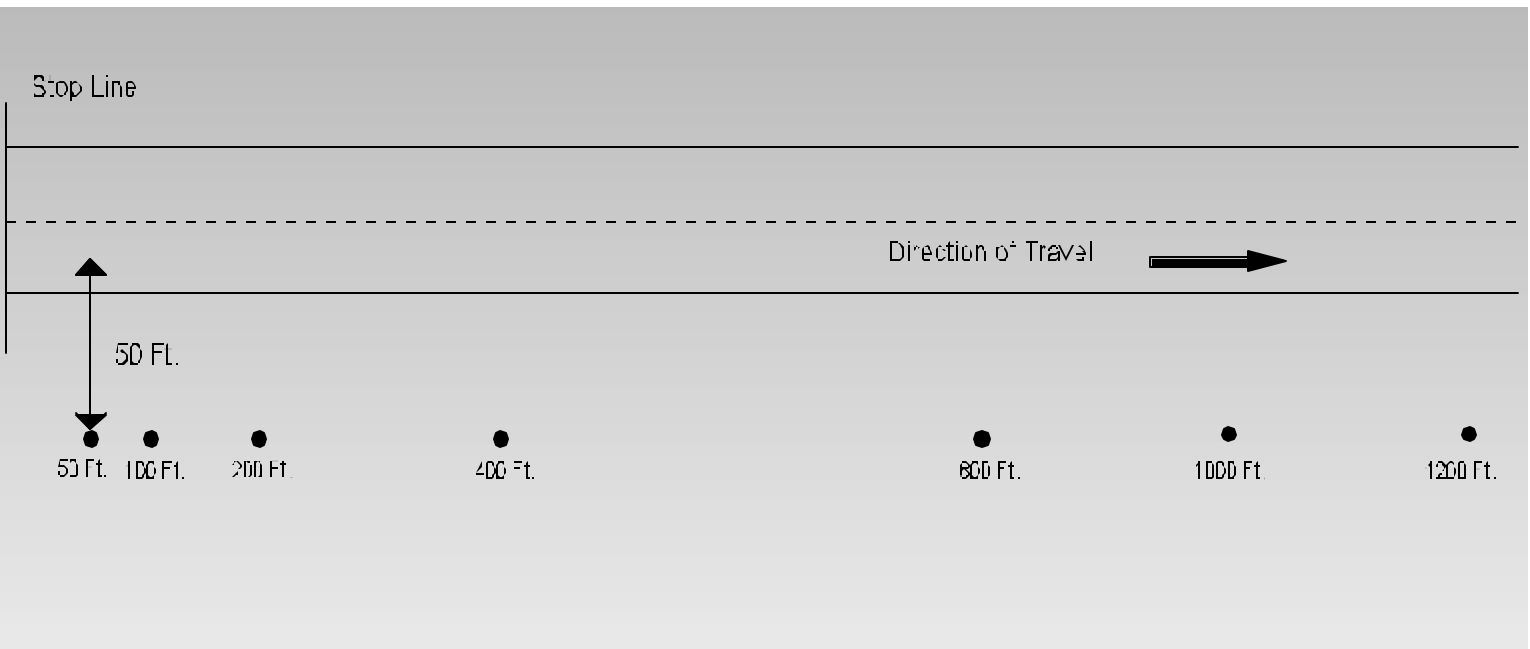 Stop Line
Direction of Travel
50 Ft.
50 Ft. 100 Ft. 200 Ft. 400 Ft. 800 Ft. 1000 Ft. 1200 Ft.